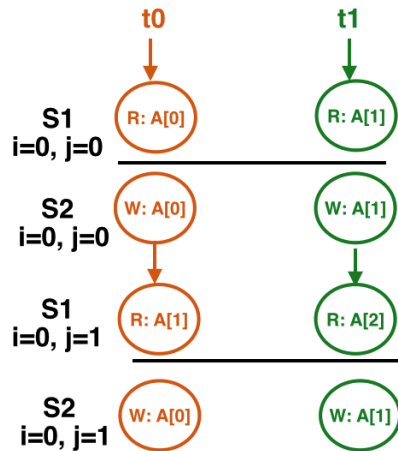 t0 t1
S1
i=0, j=0
R: A[0] R: A[1]
S2
i=0, j=0
W: A[0] W: A[1]
S1
i=0, j=1
R: A[1] R: A[2]
S2
i=0, j=1
W: A[0] W: A[1]